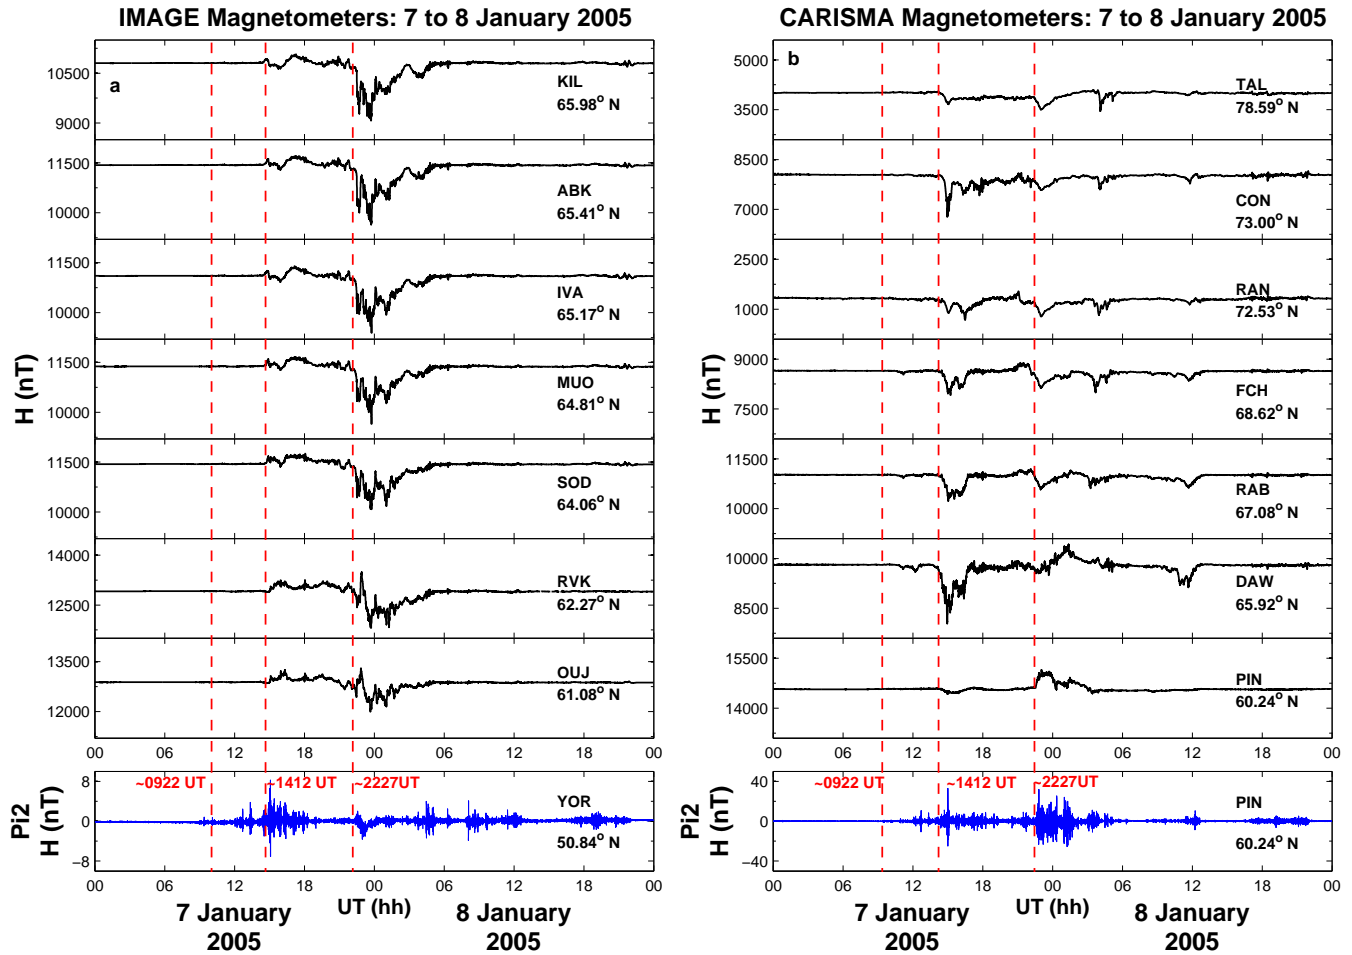 IMAGE Magnetometers: 7 to 8 January 2005
a
H (nT)
10500
9000
KIL
65.98° N
11500
10000
ABK
65.41° N
11500
10000
IVA
65.17° N
11500
10000
MUO
64.81° N
11500
10000
SOD
64.06° N
14000
12500
RVK
62.27° N
13500
12000
OUJ
61.08° N
00 06 12 18 00 06 12 18 00
Pi2
H (nT)
8
0
−8
~0922 UT ~1412 UT ~2227UT
YOR
50.84° N
00 06 12 18 00 06 12 18 00
UT (hh)
7 January
2005
8 January
2005
CARISMA Magnetometers: 7 to 8 January 2005
b
H (nT)
5000
3500
TAL
78.59° N
8500
7000
CON
73.00° N
2500
1000
RAN
72.53° N
9000
7500
FCH
68.62° N
11500
10000
RAB
67.08° N
10000
8500
DAW
65.92° N
15500
14000
PIN
60.24° N
00 06 12 18 00 06 12 18 00
Pi2
H (nT)
40
0
−40
~0922 UT ~1412 UT ~2227UT
PIN
60.24° N
00 06 12 18 00 06 12 18 00
UT (hh)
7 January
2005
8 January
2005